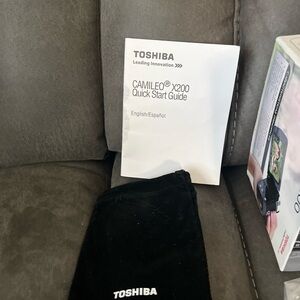 TOSHIBA
Leading Innovation >>>
CAMILEO® X200
Quick Start Guide
English/Español
TOSHIBA